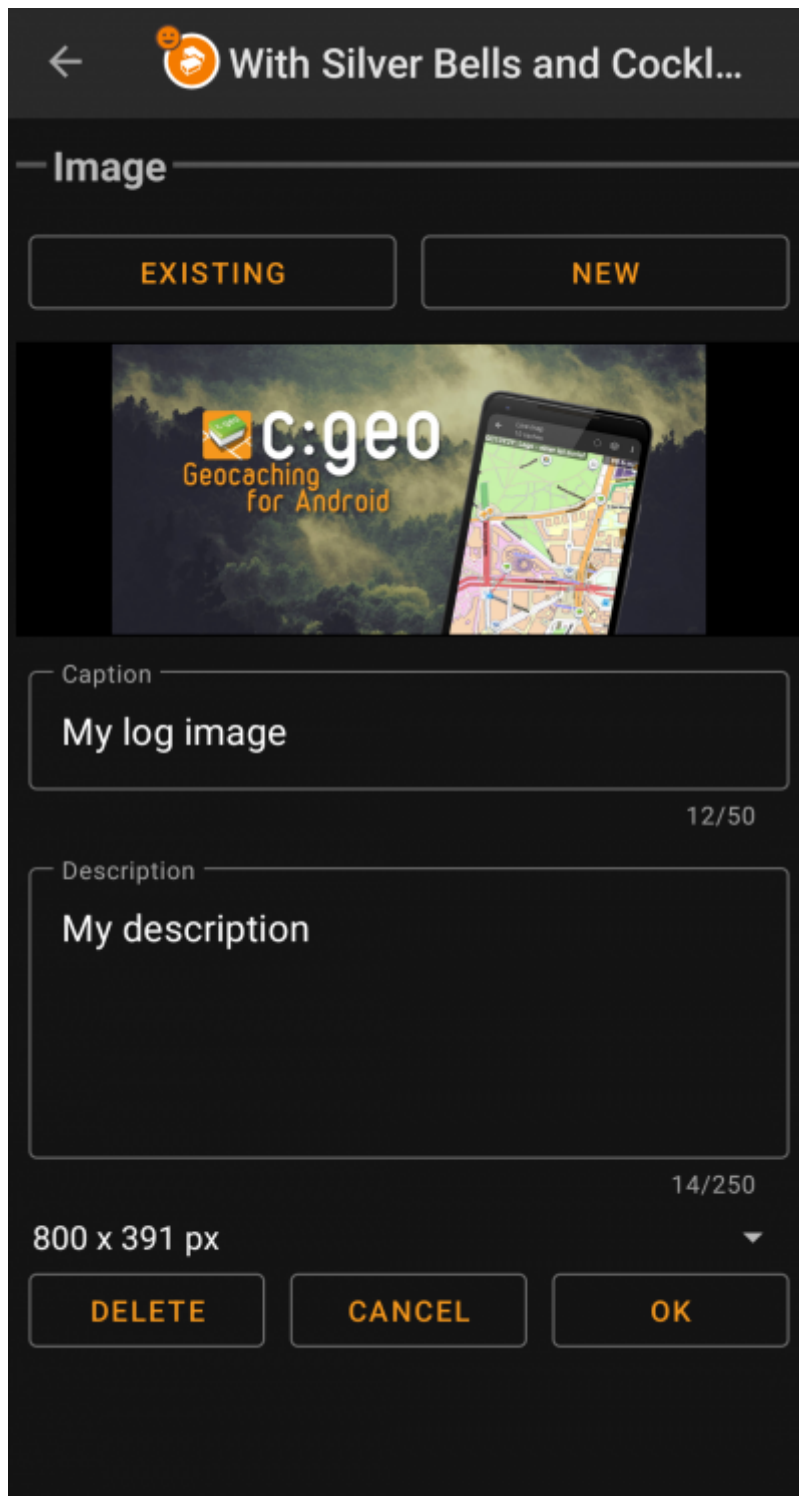 With Silver Bells and Cockl...
Image
EXISTING
NEW
c:geo
Geocaching
for Android
Caption
My log image
12/50
Description
My description
14/250
800 x 391 px
DELETE
CANCEL
OK